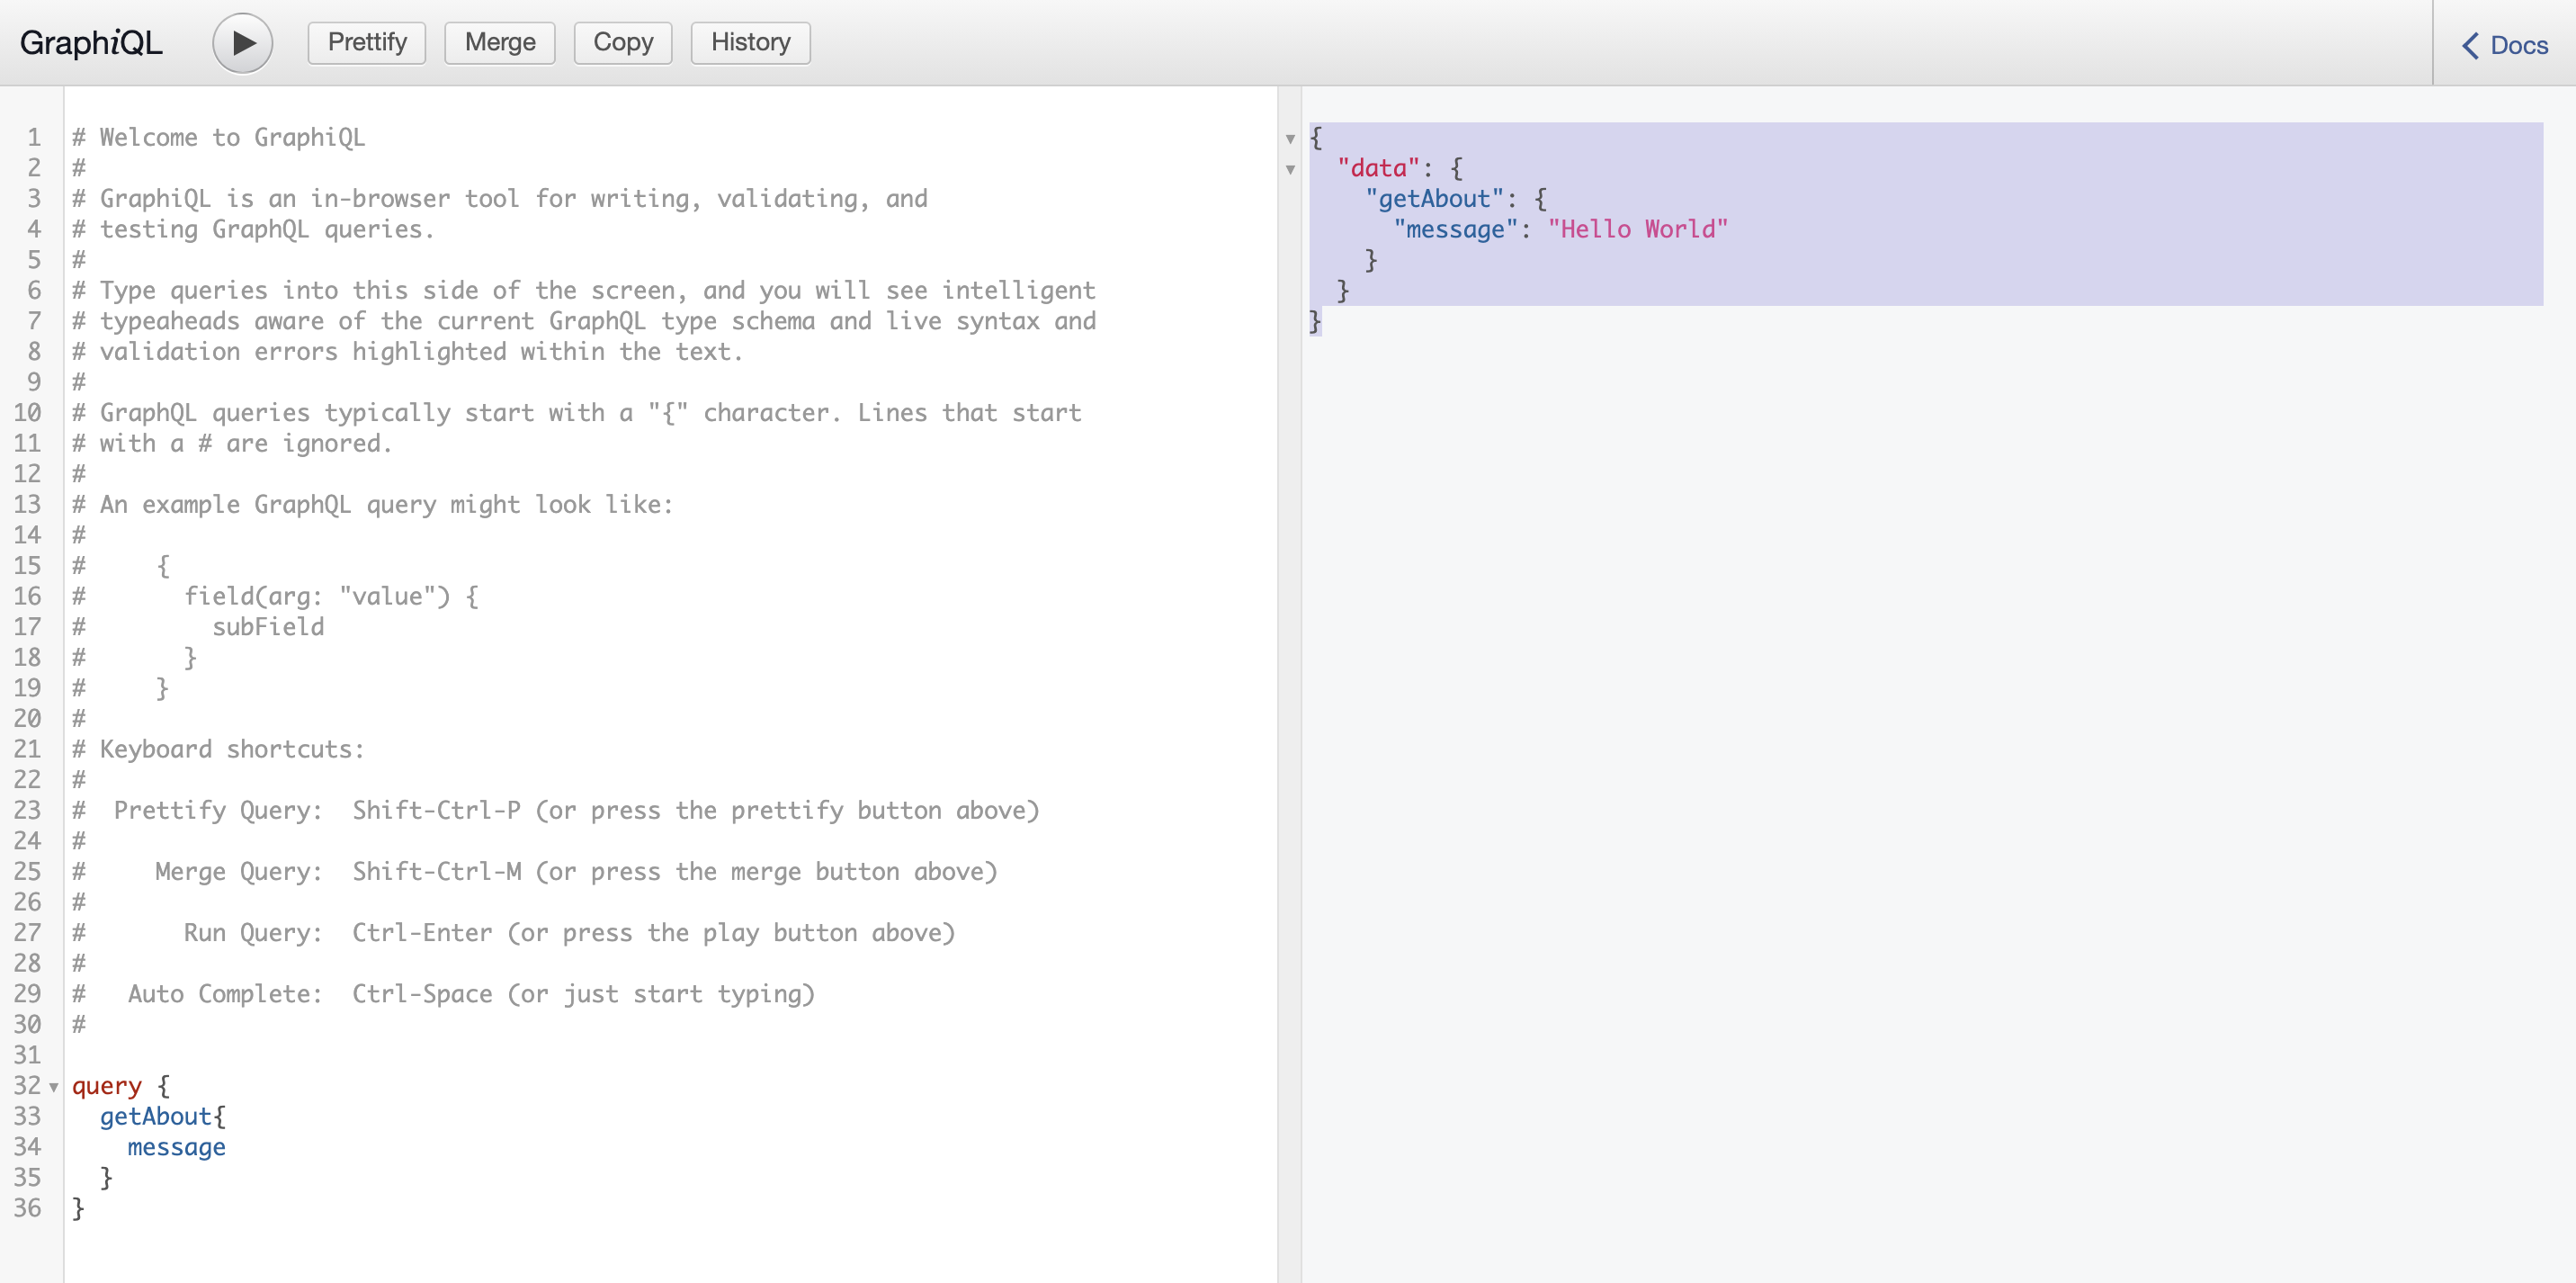 GraphiQL Prettify Merge Copy History Docs
1 # Welcome to GraphiQL
2 #
3 # GraphiQL is an in-browser tool for writing, validating, and
4 # testing GraphQL queries.
5 #
6 # Type queries into this side of the screen, and you will see intelligent
7 # typeaheads aware of the current GraphQL type schema and live syntax and
8 # validation errors highlighted within the text.
9 #
10 # GraphQL queries typically start with a "{" character. Lines that start
11 # with a # are ignored.
12 #
13 # An example GraphQL query might look like:
14 #
15 #     {
16 #       field(arg: "value") {
17 #         subField
18 #       }
19 #     }
20 #
21 # Keyboard shortcuts:
22 #
23 #  Prettify Query:  Shift-Ctrl-P (or press the prettify button above)
24 #
25 #     Merge Query:  Shift-Ctrl-M (or press the merge button above)
26 #
27 #       Run Query:  Ctrl-Enter (or press the play button above)
28 #
29 #   Auto Complete:  Ctrl-Space (or just start typing)
30 #
31
32 query {
33   getAbout{
34     message
35   }
36 }
{
  "data": {
    "getAbout": {
      "message": "Hello World"
    }
  }
}